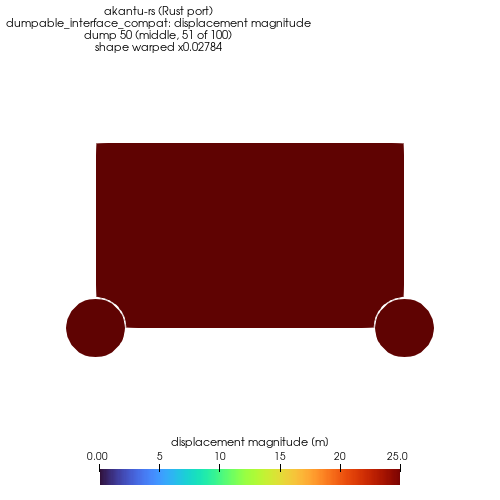 akantu-rs (Rust port)
dumpable_interface_compat: displacement magnitude
dump 50 (middle, 51 of 100)
shape warped x0.02784
displacement magnitude (m)
0.00 5 10 15 20 25.0